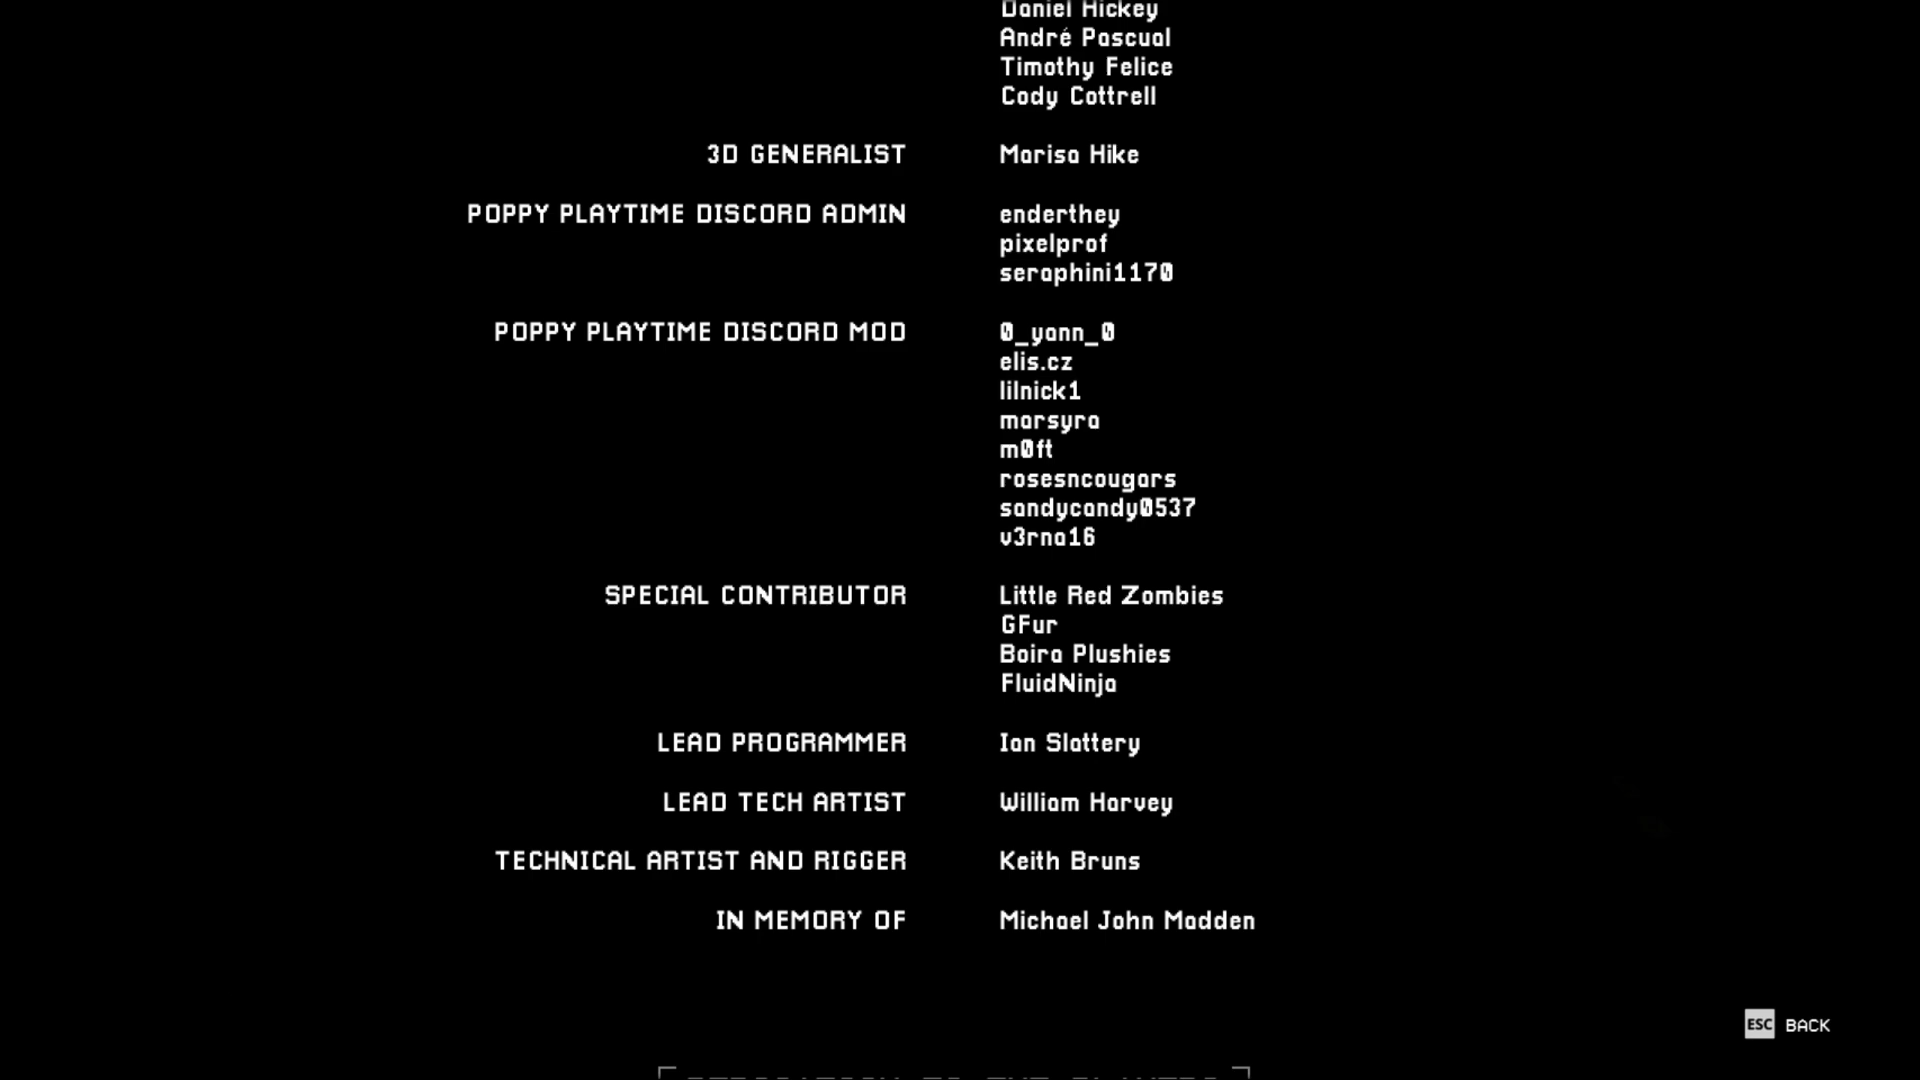 Daniel Hickey
André Pascual
Timothy Felice
Cody Cottrell
3D GENERALIST Marisa Hike
POPPY PLAYTIME DISCORD ADMIN enderthey
pixelprof
seraphini1170
POPPY PLAYTIME DISCORD MOD 0_yann_0
elis.cz
lilnick1
marsyra
m0ft
rosesncougars
sandycandy0537
v3rna16
SPECIAL CONTRIBUTOR Little Red Zombies
GFur
Boira Plushies
FluidNinja
LEAD PROGRAMMER Ian Slattery
LEAD TECH ARTIST William Harvey
TECHNICAL ARTIST AND RIGGER Keith Bruns
IN MEMORY OF Michael John Madden
ESC BACK